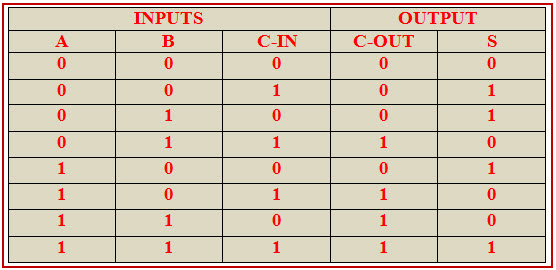 INPUTS OUTPUT
A B C-IN C-OUT S
0 0 0 0 0
0 0 1 0 1
0 1 0 0 1
0 1 1 1 0
1 0 0 0 1
1 0 1 1 0
1 1 0 1 0
1 1 1 1 1